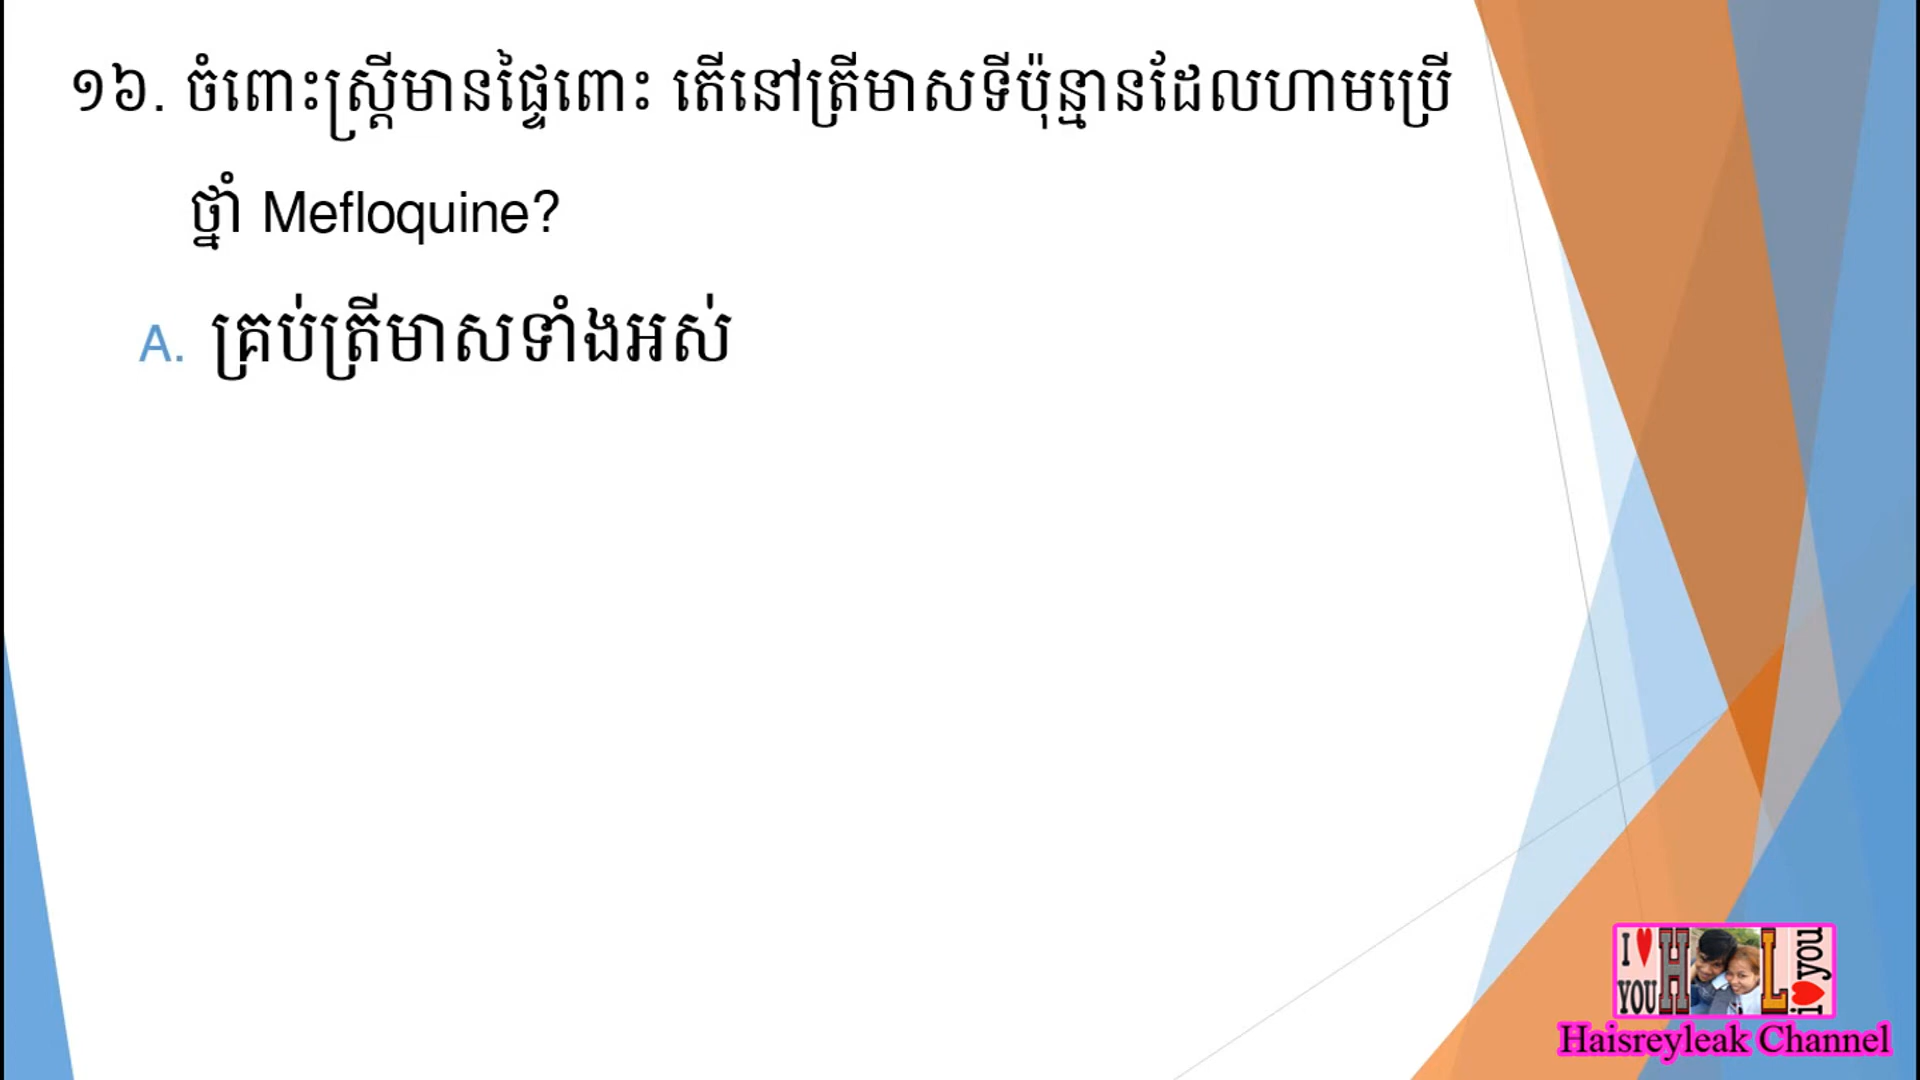 ១៦. ចំពោះស្ត្រីមានផ្ទៃពោះ តើនៅត្រីមាសទីប៉ុន្មានដែលហាមប្រើ
ថ្នាំ Mefloquine?
A. គ្រប់ត្រីមាសទាំងអស់
I ♥ YOU H L i ♥ you
Haisreyleak Channel